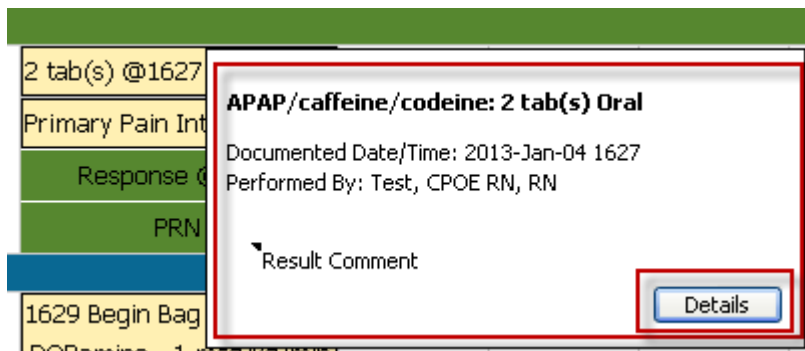 2 tab(s) @1627
Primary Pain Int
Response
PRN
1629 Begin Bag
APAP/caffeine/codeine: 2 tab(s) Oral
Documented Date/Time: 2013-Jan-04 1627
Performed By: Test, CPOE RN, RN
Result Comment
Details